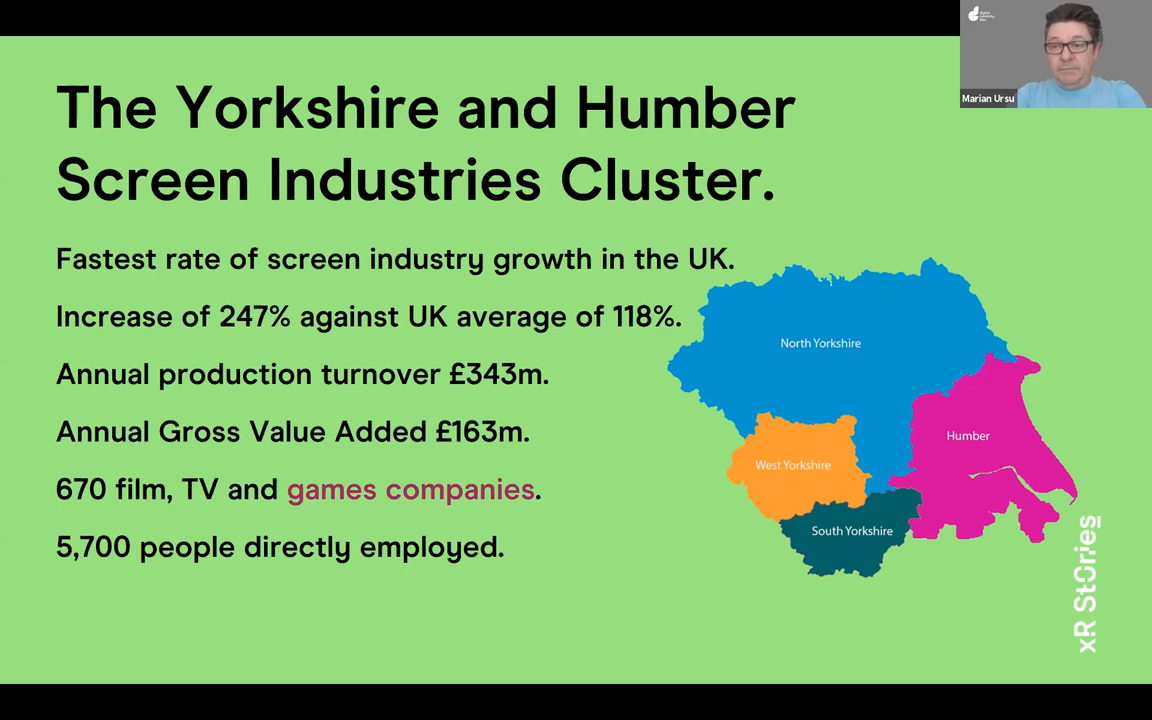 The Yorkshire and Humber
Screen Industries Cluster.
Fastest rate of screen industry growth in the UK.
Increase of 247% against UK average of 118%.
Annual production turnover £343m.
Annual Gross Value Added £163m.
670 film, TV and games companies.
5,700 people directly employed.
North Yorkshire
Humber
West Yorkshire
South Yorkshire
xR Stories
Marian Ursu